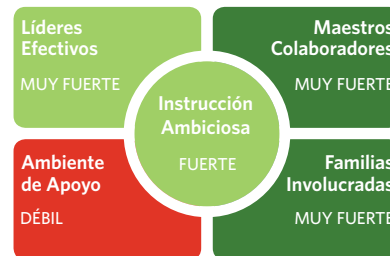 Líderes
Efectivos
MUY FUERTE
Maestros
Colaboradores
MUY FUERTE
Instrucción
Ambiciosa
FUERTE
Ambiente
de Apoyo
DÉBIL
Familias
Involucradas
MUY FUERTE